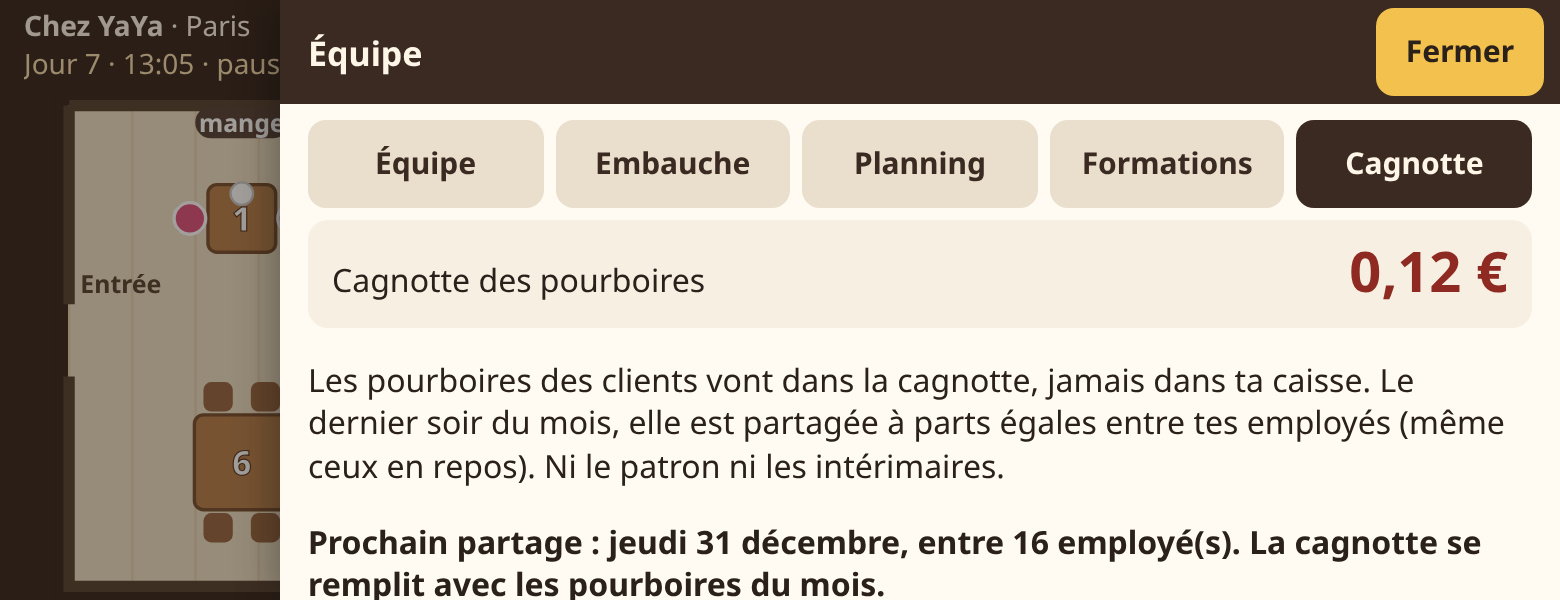 Chez YaYa · Paris
Jour 7 · 13:05 · paus
Équipe
Fermer
mange
1
Entrée
6
Équipe
Embauche
Planning
Formations
Cagnotte
Cagnotte des pourboires
0,12 €
Les pourboires des clients vont dans la cagnotte, jamais dans ta caisse. Le
dernier soir du mois, elle est partagée à parts égales entre tes employés (même
ceux en repos). Ni le patron ni les intérimaires.
Prochain partage : jeudi 31 décembre, entre 16 employé(s). La cagnotte se
remplit avec les pourboires du mois.